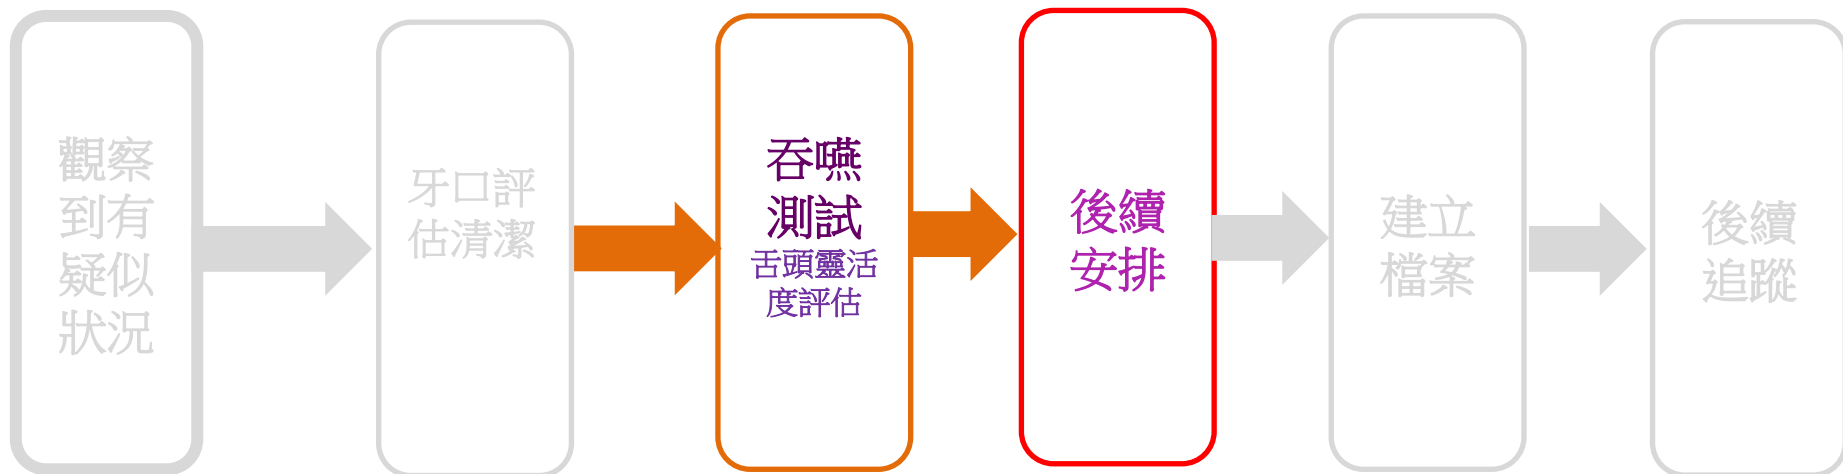 觀察
到有
疑似
狀況
牙口評
估清潔
吞嚥
測試
舌頭靈活
度評估
後續
安排
建立
檔案
後續
追蹤